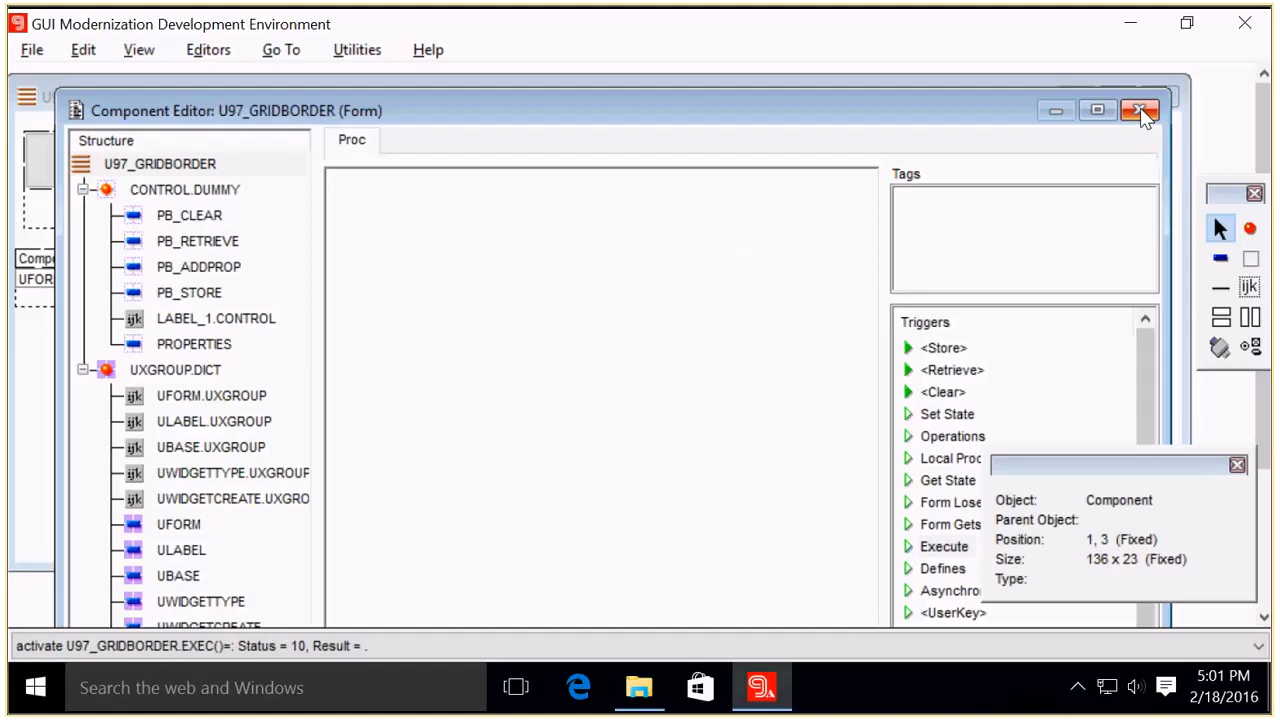 GUI Modernization Development Environment
File Edit View Editors Go To Utilities Help
Component Editor: U97_GRIDBORDER (Form)
Structure
U97_GRIDBORDER
CONTROL.DUMMY
PB_CLEAR
PB_RETRIEVE
PB_ADDPROP
PB_STORE
LABEL_1.CONTROL
PROPERTIES
UXGROUP.DICT
UFORM.UXGROUP
ULABEL.UXGROUP
UBASE.UXGROUP
UWIDGETTYPE.UXGROUP
UWIDGETCREATE.UXGRO
UFORM
ULABEL
UBASE
UWIDGETTYPE
UWIDGETCREATE
Proc
Tags
Triggers
<Store>
<Retrieve>
<Clear>
Set State
Operations
Local Proc
Get State
Form Lose
Form Gets
Execute
Defines
Asynchro
<UserKey>
Compo
UFOR
ijk
Object: Component
Parent Object:
Position: 1, 3 (Fixed)
Size: 136 x 23 (Fixed)
Type:
activate U97_GRIDBORDER.EXEC()=: Status = 10, Result = .
Search the web and Windows
5:01 PM
2/18/2016